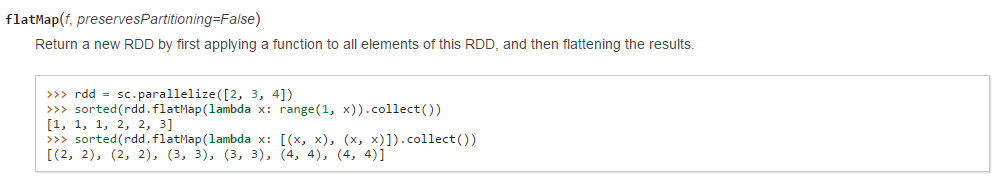 flatMap(f, preservesPartitioning=False)
Return a new RDD by first applying a function to all elements of this RDD, and then flattening the results.
>>> rdd = sc.parallelize([2, 3, 4])
>>> sorted(rdd.flatMap(lambda x: range(1, x)).collect())
[1, 1, 1, 2, 2, 3]
>>> sorted(rdd.flatMap(lambda x: [(x, x), (x, x)]).collect())
[(2, 2), (2, 2), (3, 3), (3, 3), (4, 4), (4, 4)]